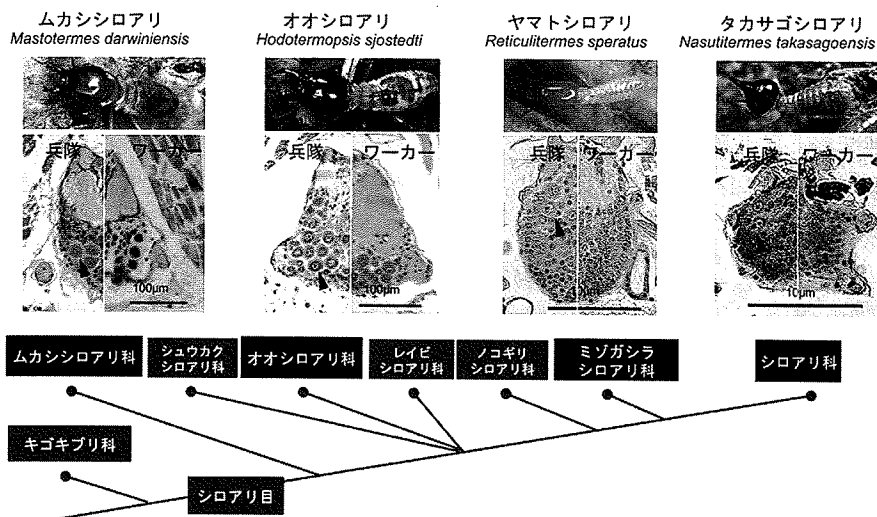 ムカシシロアリ
Mastotermes darwiniensis
オオシロアリ
Hodotermopsis sjostedti
ヤマトシロアリ
Reticulitermes speratus
タカサゴシロアリ
Nasutitermes takasagoensis
兵隊 ワーカー
100μm
兵隊 ワーカー
100μm
兵隊 ワーカー
兵隊 ワーカー
10μm
ムカシシロアリ科
シュウカク
シロアリ科
オオシロアリ科
レイビ
シロアリ科
ノコギリ
シロアリ科
ミゾガシラ
シロアリ科
シロアリ科
キゴキブリ科
シロアリ目